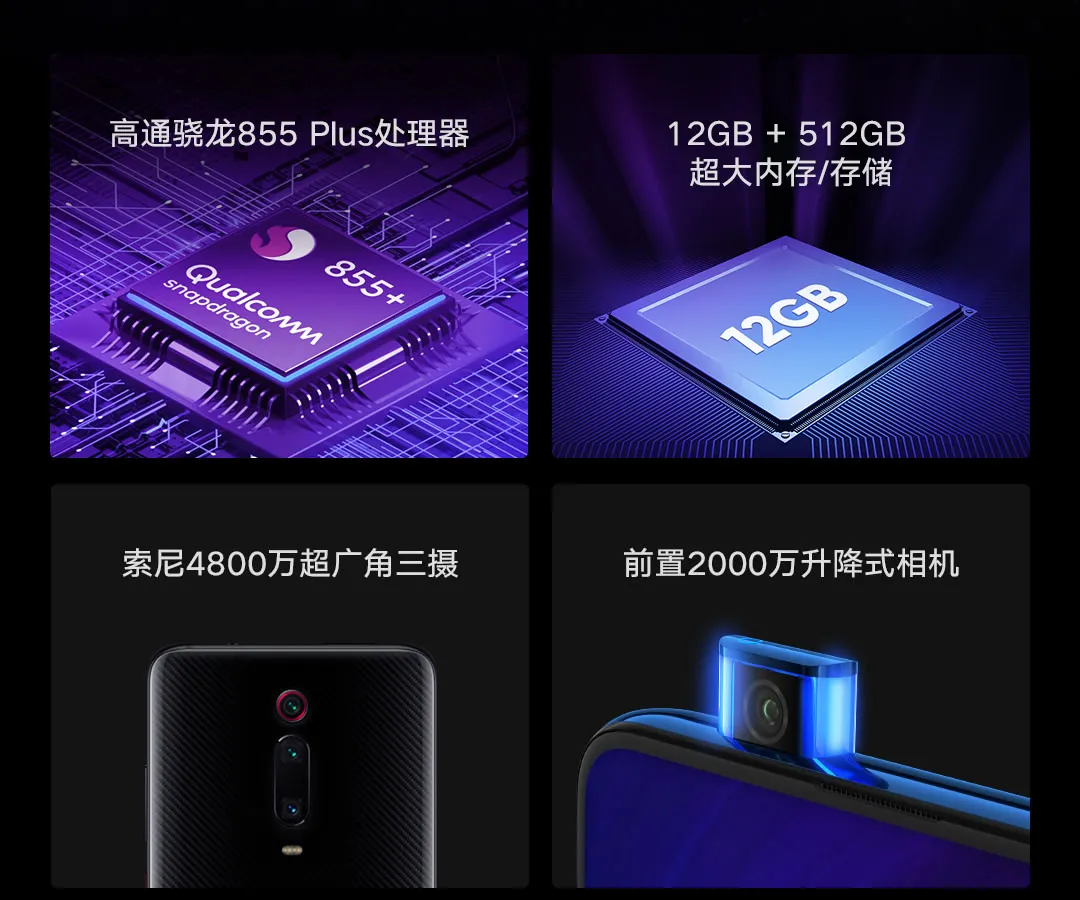 高通骁龙855 Plus处理器
Qualcomm
snapdragon
855+
12GB + 512GB
超大内存/存储
12GB
索尼4800万超广角三摄
前置2000万升降式相机